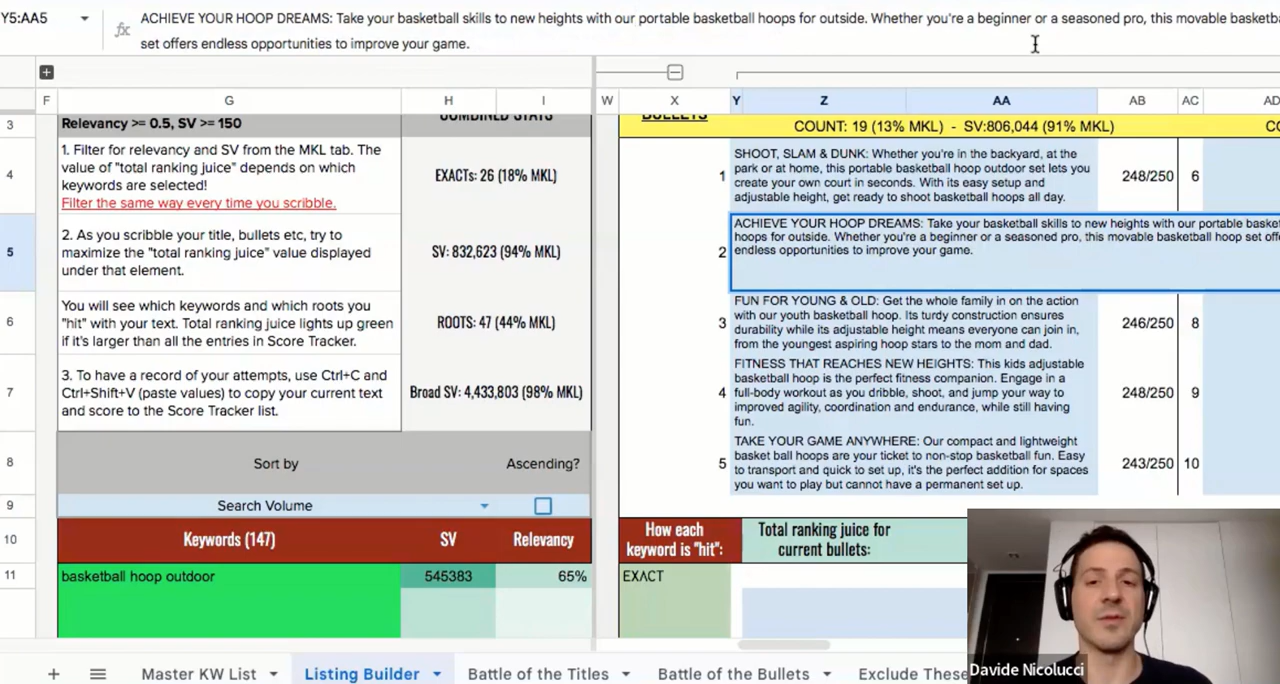 Y5:AA5
fx
ACHIEVE YOUR HOOP DREAMS: Take your basketball skills to new heights with our portable basketball hoops for outside. Whether you're a beginner or a seasoned pro, this movable basketba
set offers endless opportunities to improve your game.
F G H I W X Y Z AA AB AC AD
3
Relevancy >= 0.5, SV >= 150
COMBINED STATS
BULLETS
COUNT: 19 (13% MKL) - SV:806,044 (91% MKL)
CO
4
1. Filter for relevancy and SV from the MKL tab. The
value of "total ranking juice" depends on which
keywords are selected!
Filter the same way every time you scribble.
EXACTs: 26 (18% MKL)
1
SHOOT, SLAM & DUNK: Whether you're in the backyard, at the
park or at home, this portable basketball hoop outdoor set lets you
create your own court in seconds. With its easy setup and
adjustable height, get ready to shoot basketball hoops all day.
248/250
6
5
2. As you scribble your title, bullets etc, try to
maximize the "total ranking juice" value displayed
under that element.
SV: 832,623 (94% MKL)
2
ACHIEVE YOUR HOOP DREAMS: Take your basketball skills to new heights with our portable basket
hoops for outside. Whether you're a beginner or a seasoned pro, this movable basketball hoop set off
endless opportunities to improve your game.
6
You will see which keywords and which roots you
"hit" with your text. Total ranking juice lights up green
if it's larger than all the entries in Score Tracker.
ROOTS: 47 (44% MKL)
3
FUN FOR YOUNG & OLD: Get the whole family in on the action
with our youth basketball hoop. Its turdy construction ensures
durability while its adjustable height means everyone can join in,
from the youngest aspiring hoop stars to the mom and dad.
246/250
8
7
3. To have a record of your attempts, use Ctrl+C and
Ctrl+Shift+V (paste values) to copy your current text
and score to the Score Tracker list.
Broad SV: 4,433,803 (98% MKL)
4
FITNESS THAT REACHES NEW HEIGHTS: This kids adjustable
basketball hoop is the perfect fitness companion. Engage in a
full-body workout as you dribble, shoot, and jump your way to
improved agility, coordination and endurance, while still having
fun.
248/250
9
8
Sort by
Ascending?
5
TAKE YOUR GAME ANYWHERE: Our compact and lightweight
basket ball hoops are your ticket to non-stop basketball fun. Easy
to transport and quick to set up, it's the perfect addition for spaces
you want to play but cannot have a permanent set up.
243/250
10
9
Search Volume
10
Keywords (147)
SV
Relevancy
How each
keyword is "hit":
Total ranking juice for
current bullets:
11
basketball hoop outdoor
545383
65%
EXACT
Master KW List
Listing Builder
Battle of the Titles
Battle of the Bullets
Exclude These
Davide Nicolucci